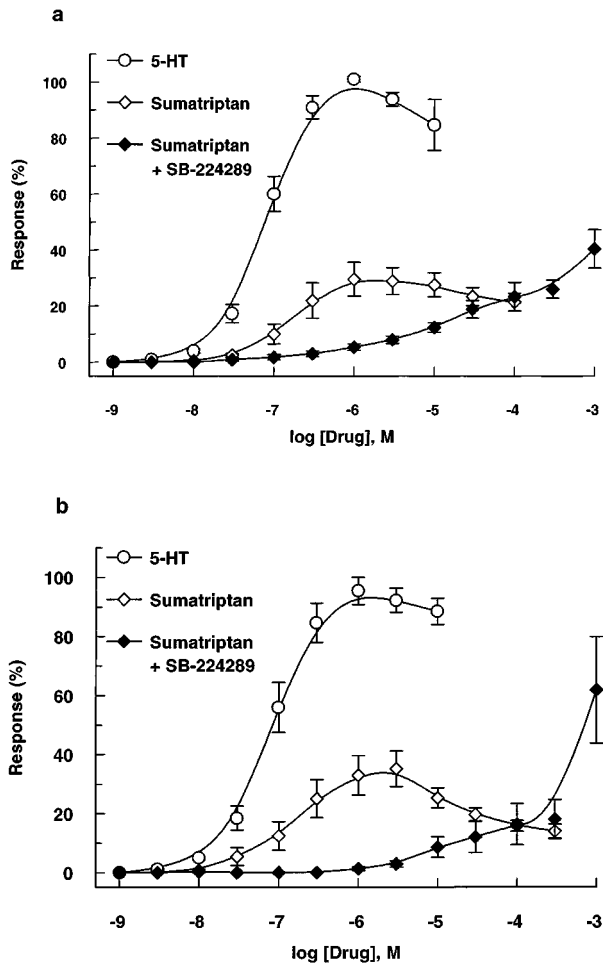 a
5-HT
Sumatriptan
Sumatriptan
+ SB-224289
Response (%)
100
80
60
40
20
0
-9 -8 -7 -6 -5 -4 -3
log [Drug], M
b
5-HT
Sumatriptan
Sumatriptan
+ SB-224289
Response (%)
100
80
60
40
20
0
-9 -8 -7 -6 -5 -4 -3
log [Drug], M